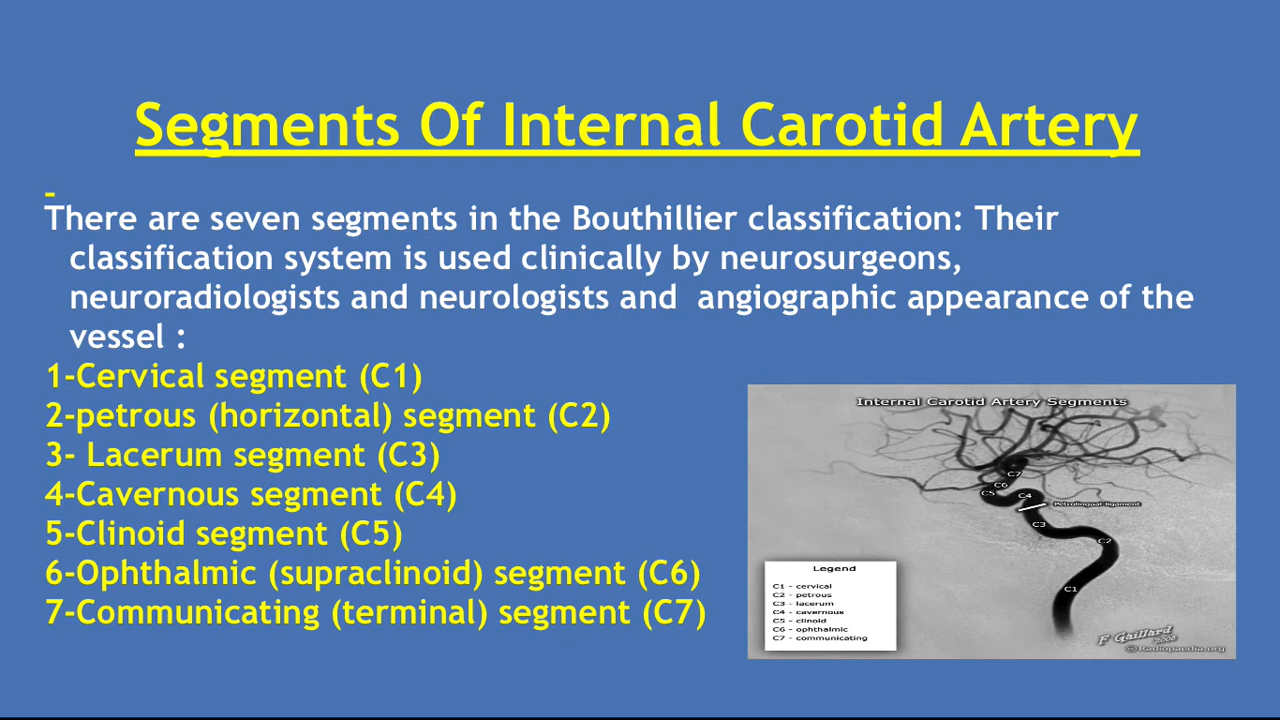 Segments Of Internal Carotid Artery
There are seven segments in the Bouthillier classification: Their
classification system is used clinically by neurosurgeons,
neuroradiologists and neurologists and angiographic appearance of the
vessel :
1-Cervical segment (C1)
2-petrous (horizontal) segment (C2)
3- Lacerum segment (C3)
4-Cavernous segment (C4)
5-Clinoid segment (C5)
6-Ophthalmic (supraclinoid) segment (C6)
7-Communicating (terminal) segment (C7)
Internal Carotid Artery Segments
C7
C6
C5
C4
Petrolingual ligament
C3
C2
C1
Legend
C1 - cervical
C2 - petrous
C3 - lacerum
C4 - cavernous
C5 - clinoid
C6 - ophthalmic
C7 - communicating
F Gaillard
2008
©Radiopaedia.org